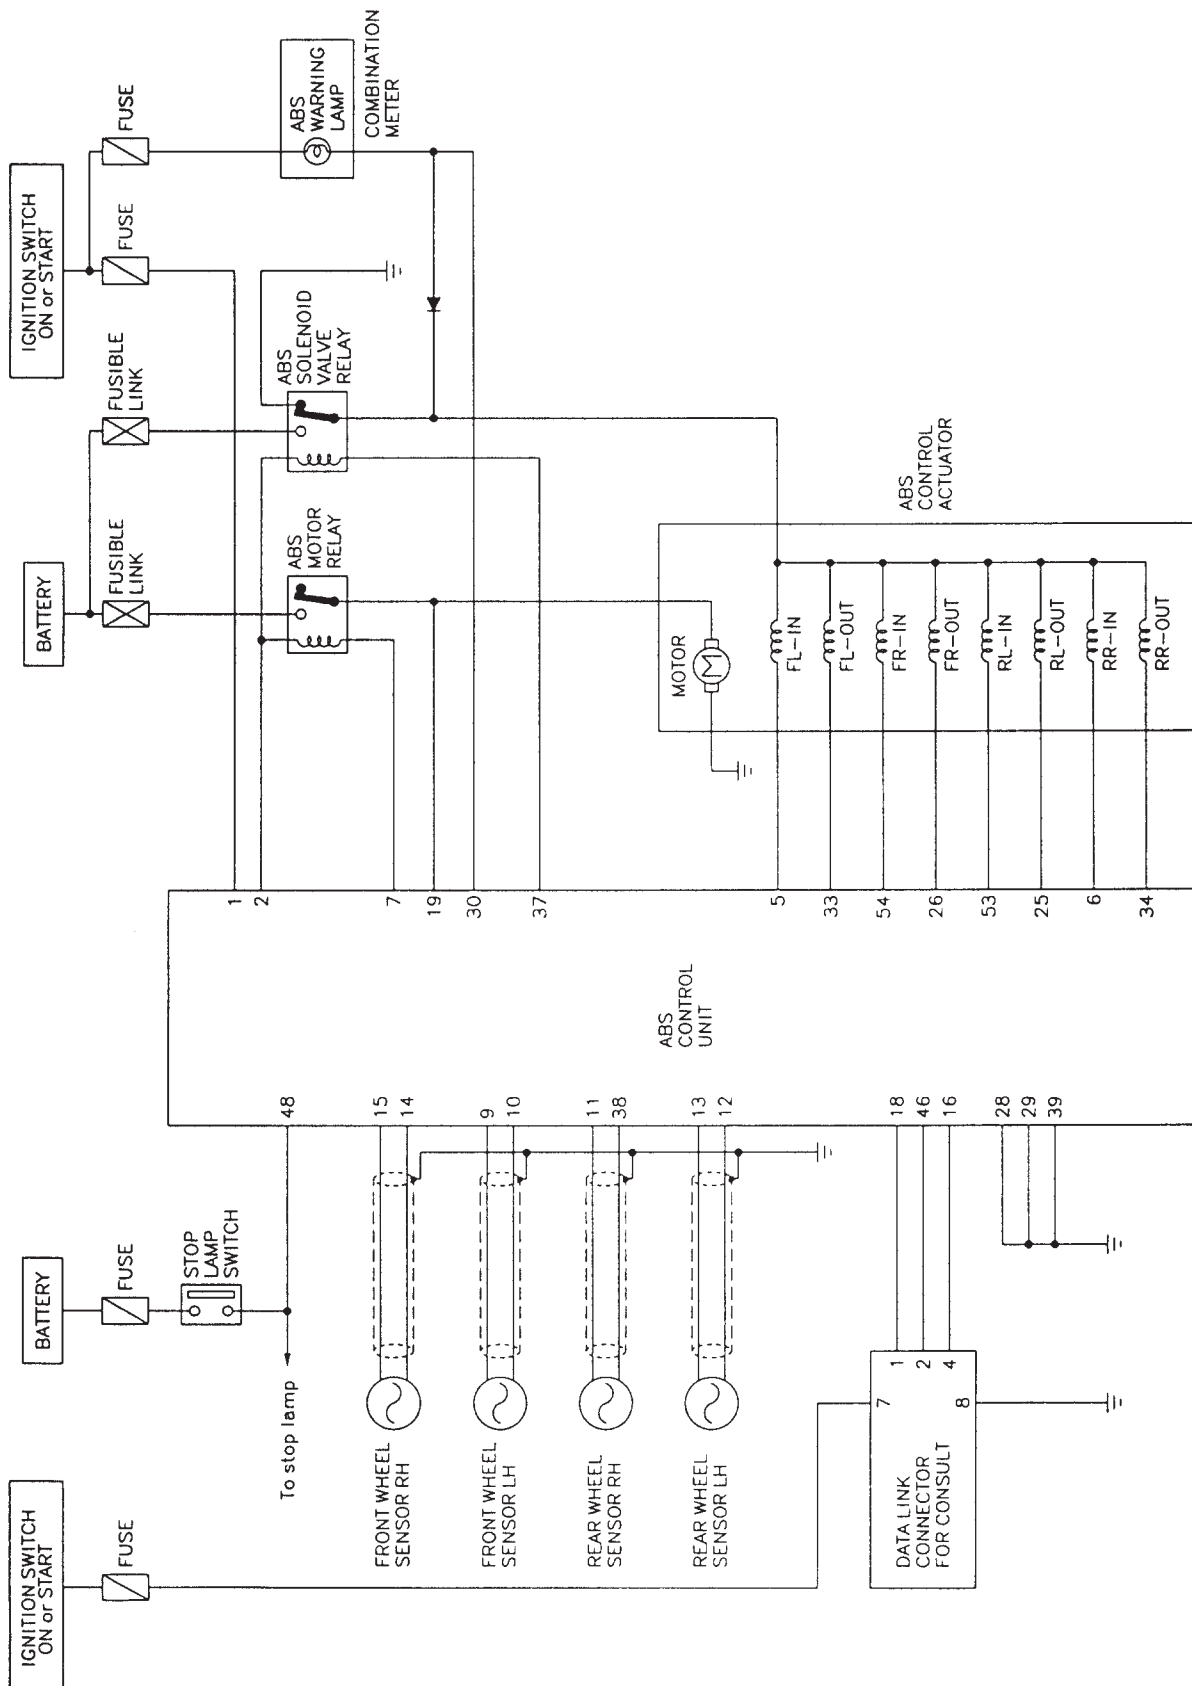 IGNITION SWITCH
ON or START
FUSE
BATTERY
FUSE
STOP
LAMP
SWITCH
To stop lamp
FRONT WHEEL
SENSOR RH
FRONT WHEEL
SENSOR LH
REAR WHEEL
SENSOR RH
REAR WHEEL
SENSOR LH
DATA LINK
CONNECTOR
FOR CONSULT
7
8
1
2
4
48
15
14
9
10
11
38
13
12
18
46
16
28
29
39
ABS
CONTROL
UNIT
1
2
7
19
30
37
5
33
54
26
53
25
6
34
BATTERY
FUSIBLE
LINK
FUSIBLE
LINK
IGNITION SWITCH
ON or START
FUSE
FUSE
ABS
MOTOR
RELAY
ABS
SOLENOID
VALVE
RELAY
ABS
WARNING
LAMP
COMBINATION
METER
MOTOR
M
FL-IN
FL-OUT
FR-IN
FR-OUT
RL-IN
RL-OUT
RR-IN
RR-OUT
ABS
CONTROL
ACTUATOR